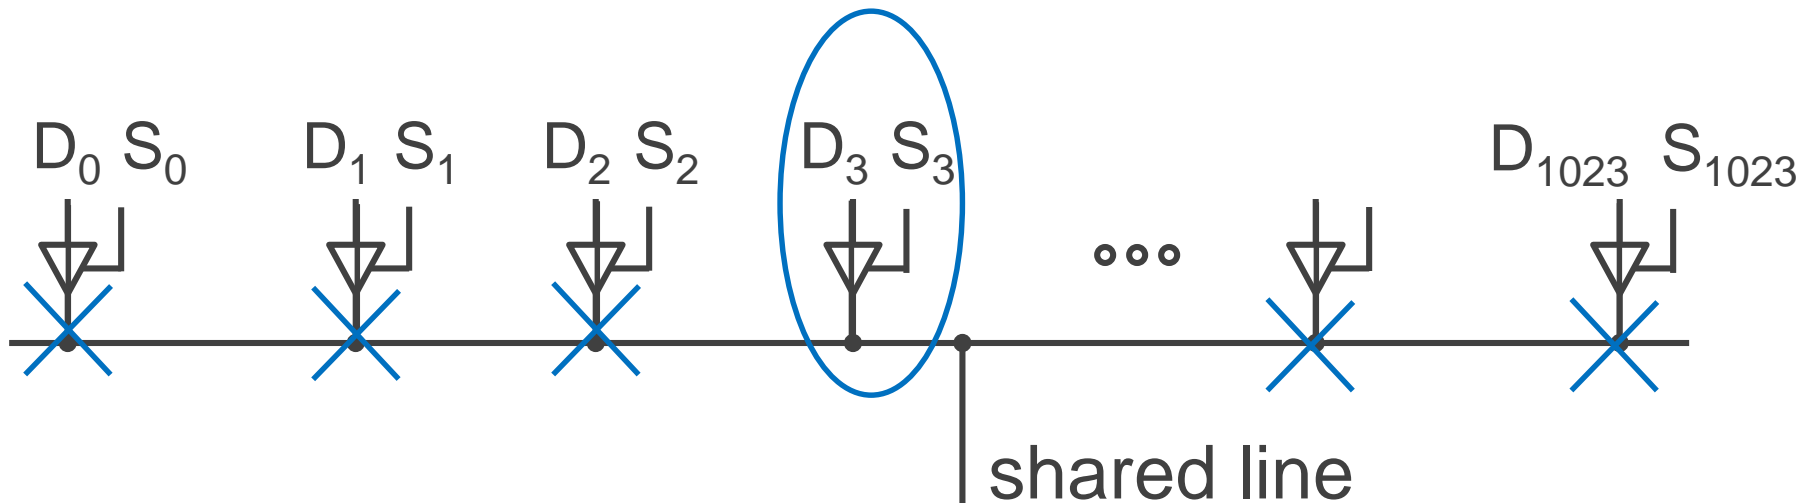 D₀ S₀ D₁ S₁ D₂ S₂ D₃ S₃ D₁₀₂₃ S₁₀₂₃
shared line